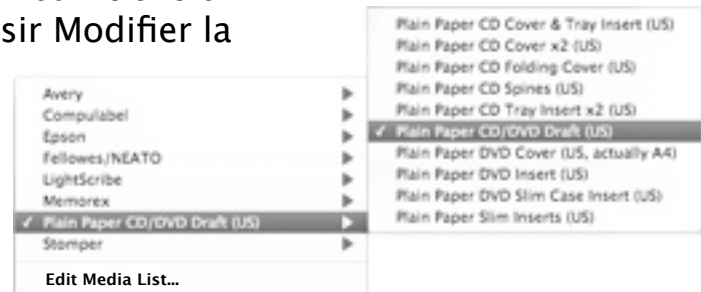 sir Modifier la
Avery
Compulabel
Epson
Fellowes/NEATO
LightScribe
Memorex
✓ Plain Paper CD/DVD Draft (US)
Stomper
Edit Media List...
Plain Paper CD Cover & Tray Insert (US)
Plain Paper CD Cover x2 (US)
Plain Paper CD Folding Cover (US)
Plain Paper CD Spines (US)
Plain Paper CD Tray Insert x2 (US)
✓ Plain Paper CD/DVD Draft (US)
Plain Paper DVD Cover (US, actually A4)
Plain Paper DVD Insert (US)
Plain Paper DVD Slim Case Insert (US)
Plain Paper Slim Inserts (US)